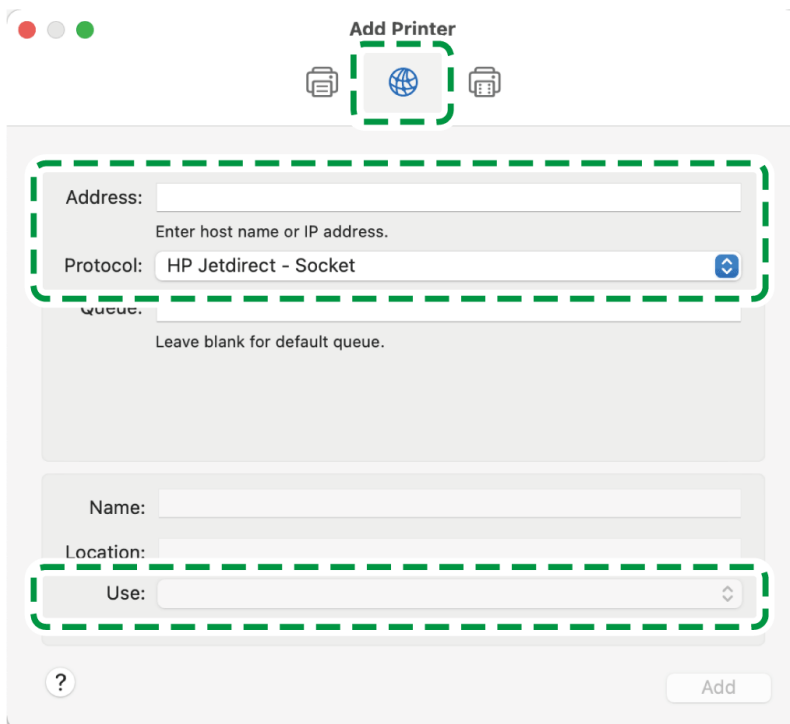 Add Printer
Address:
Enter host name or IP address.
Protocol: HP Jetdirect - Socket
Queue:
Leave blank for default queue.
Name:
Location:
Use:
?
Add